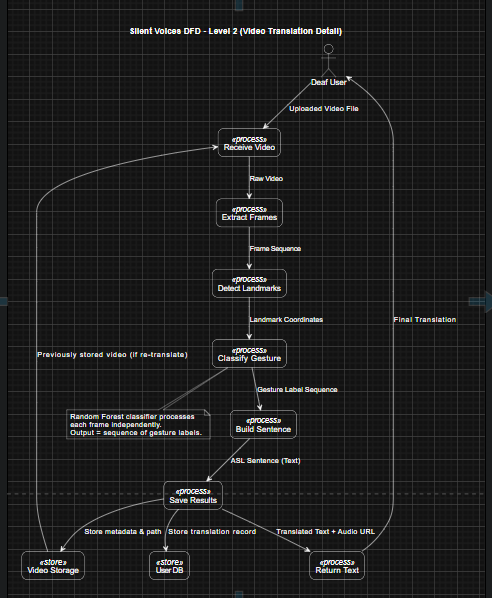 Silent Voices DFD - Level 2 (Video Translation Detail)
Deaf User
Uploaded Video File
«process»
Receive Video
Raw Video
«process»
Extract Frames
Frame Sequence
«process»
Detect Landmarks
Landmark Coordinates
Final Translation
«process»
Classify Gesture
Previously stored video (if re-translate)
Gesture Label Sequence
Random Forest classifier processes
each frame independently.
Output = sequence of gesture labels.
«process»
Build Sentence
ASL Sentence (Text)
«process»
Save Results
Store metadata & path
Store translation record
Translated Text + Audio URL
«store»
Video Storage
«store»
UserDB
«process»
Return Text